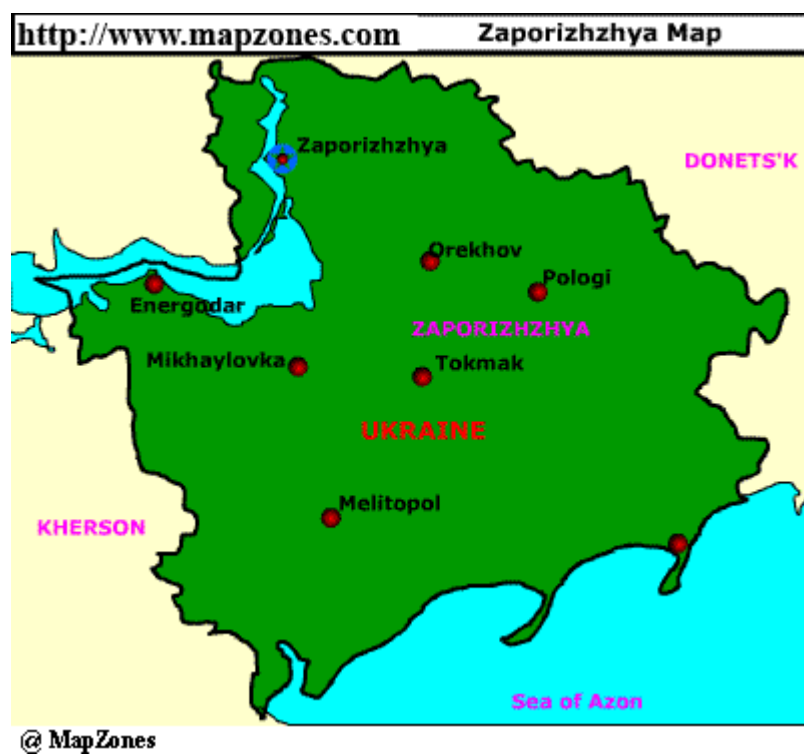 http://www.mapzones.com Zaporizhzhya Map
Zaporizhzhya
DONETS'K
Orekhov
Pologi
Energodar
ZAPORIZHZHYA
Mikhaylovka
Tokmak
UKRAINE
Melitopol
KHERSON
Sea of Azon
@ MapZones